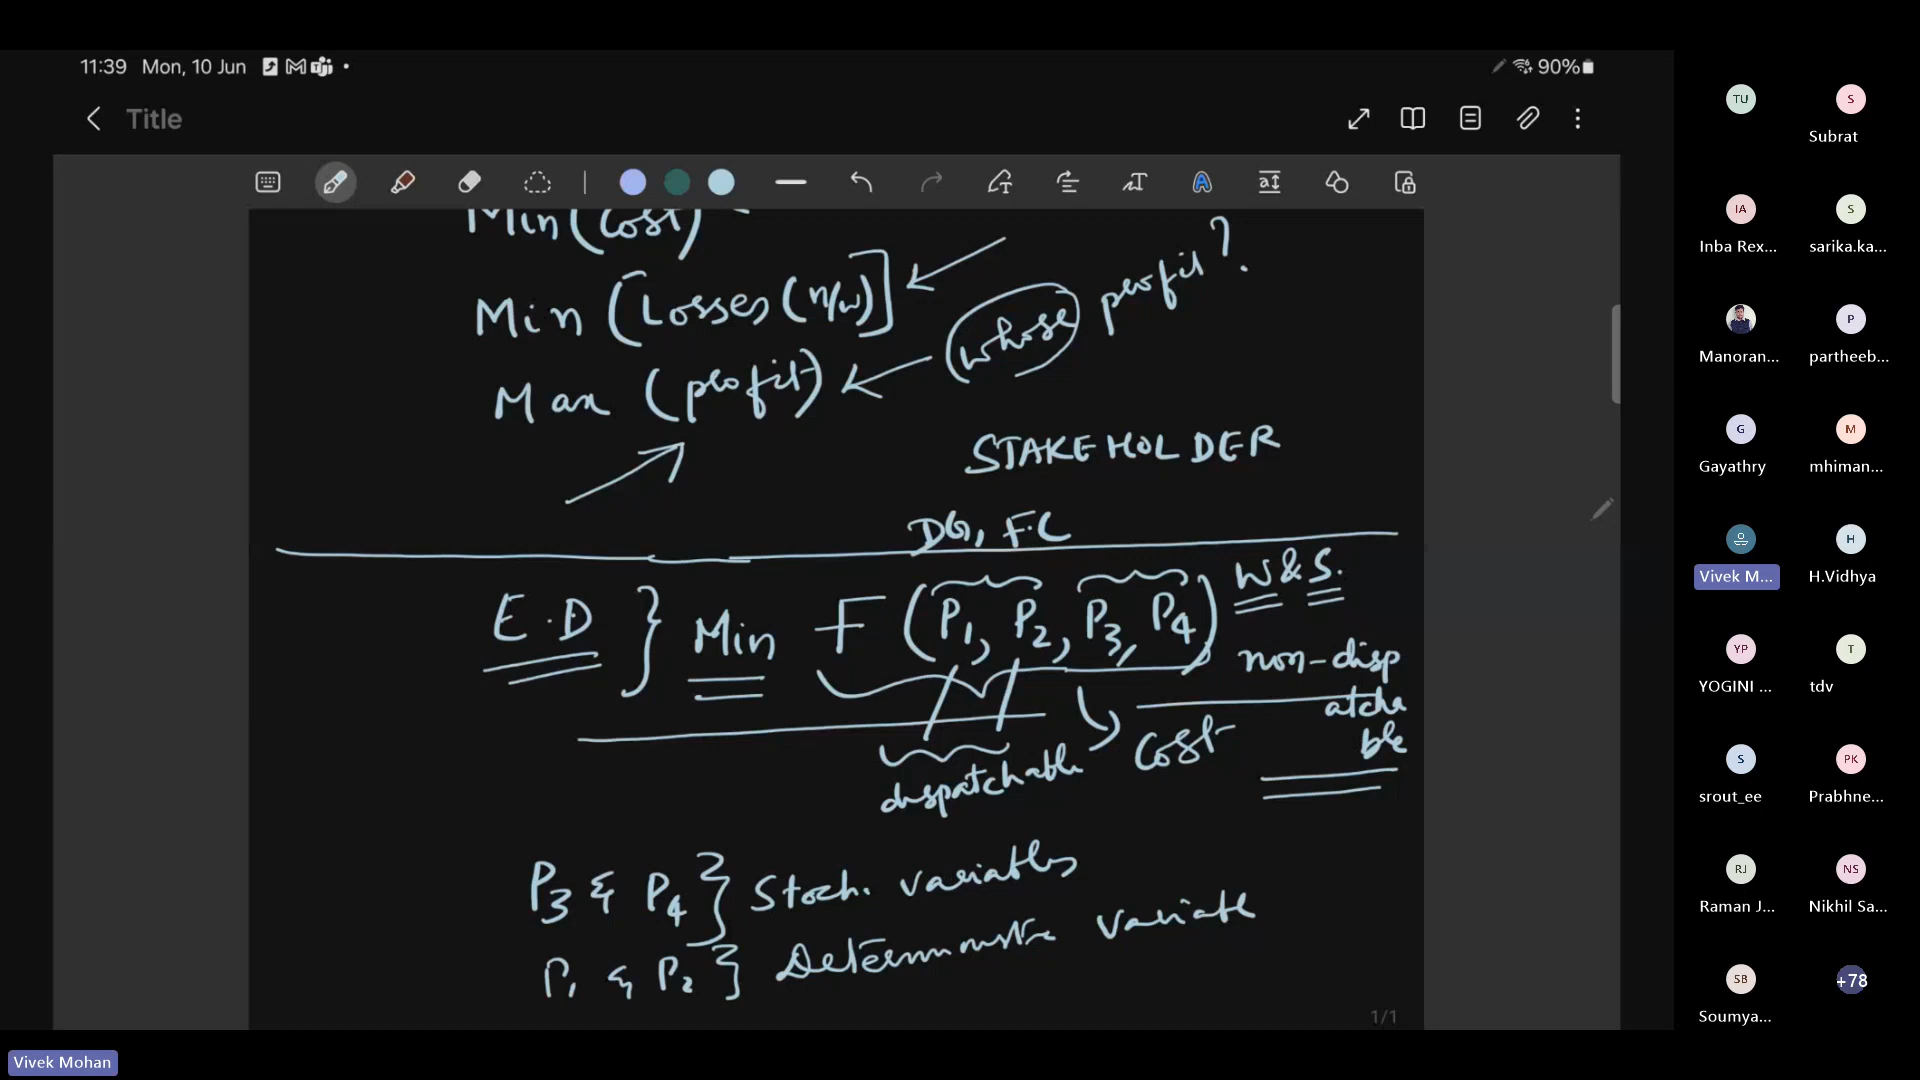 11:39 Mon, 10 Jun
90%
Title
Min (Cost)
Min (Losses (n/w)]
whose profit?
Max (profit)
STAKEHOLDER
DG, F.C
E.D } Min F (P1, P2, P3, P4)
W & S.
non-disp
atcha
ble
Cost
dispatchable
P3 & P4 } Stoch. variables
P1 & P2 } Deterministic variable
1/1
TU
S
Subrat
IA
S
Inba Rex...
sarika.ka...
P
Manoran...
partheeb...
G
M
Gayathry
mhiman...
H
Vivek M...
H.Vidhya
YP
T
YOGINI ...
tdv
S
PK
srout_ee
Prabhne...
RJ
NS
Raman J...
Nikhil Sa...
SB
+78
Soumya...
Vivek Mohan